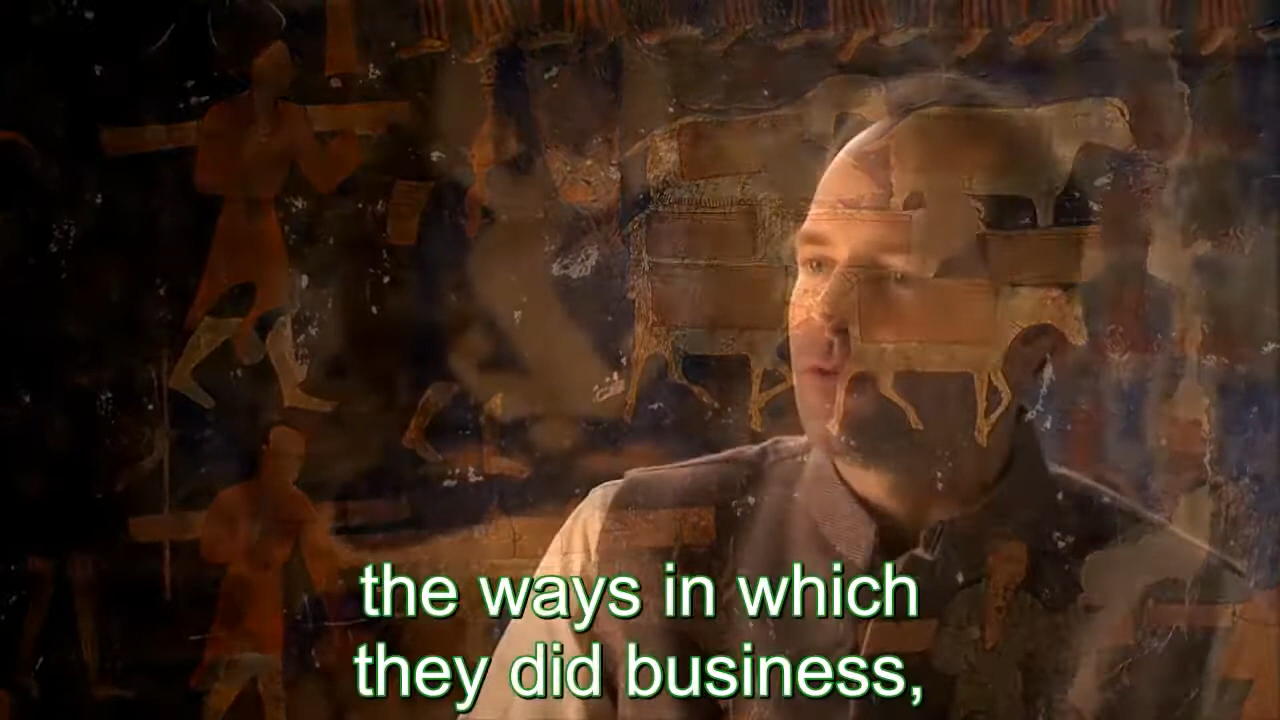 the ways in which
they did business,